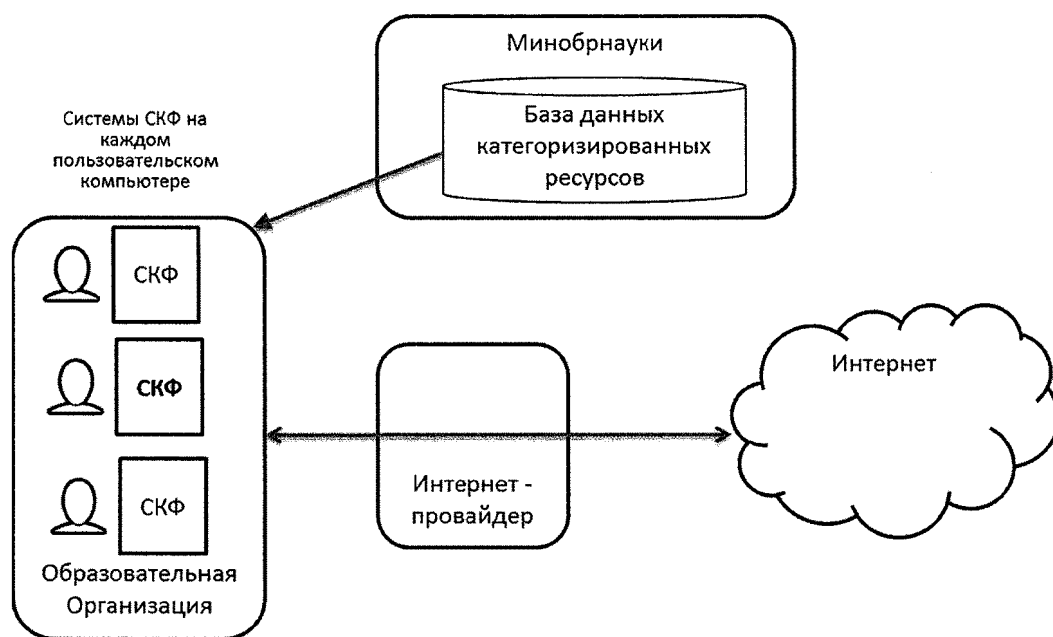 Минобрнауки
База данных
категоризированных
ресурсов
Системы СКФ на
каждом
пользовательском
компьютере
СКФ
СКФ
СКФ
Образовательная
Организация
Интернет -
провайдер
Интернет